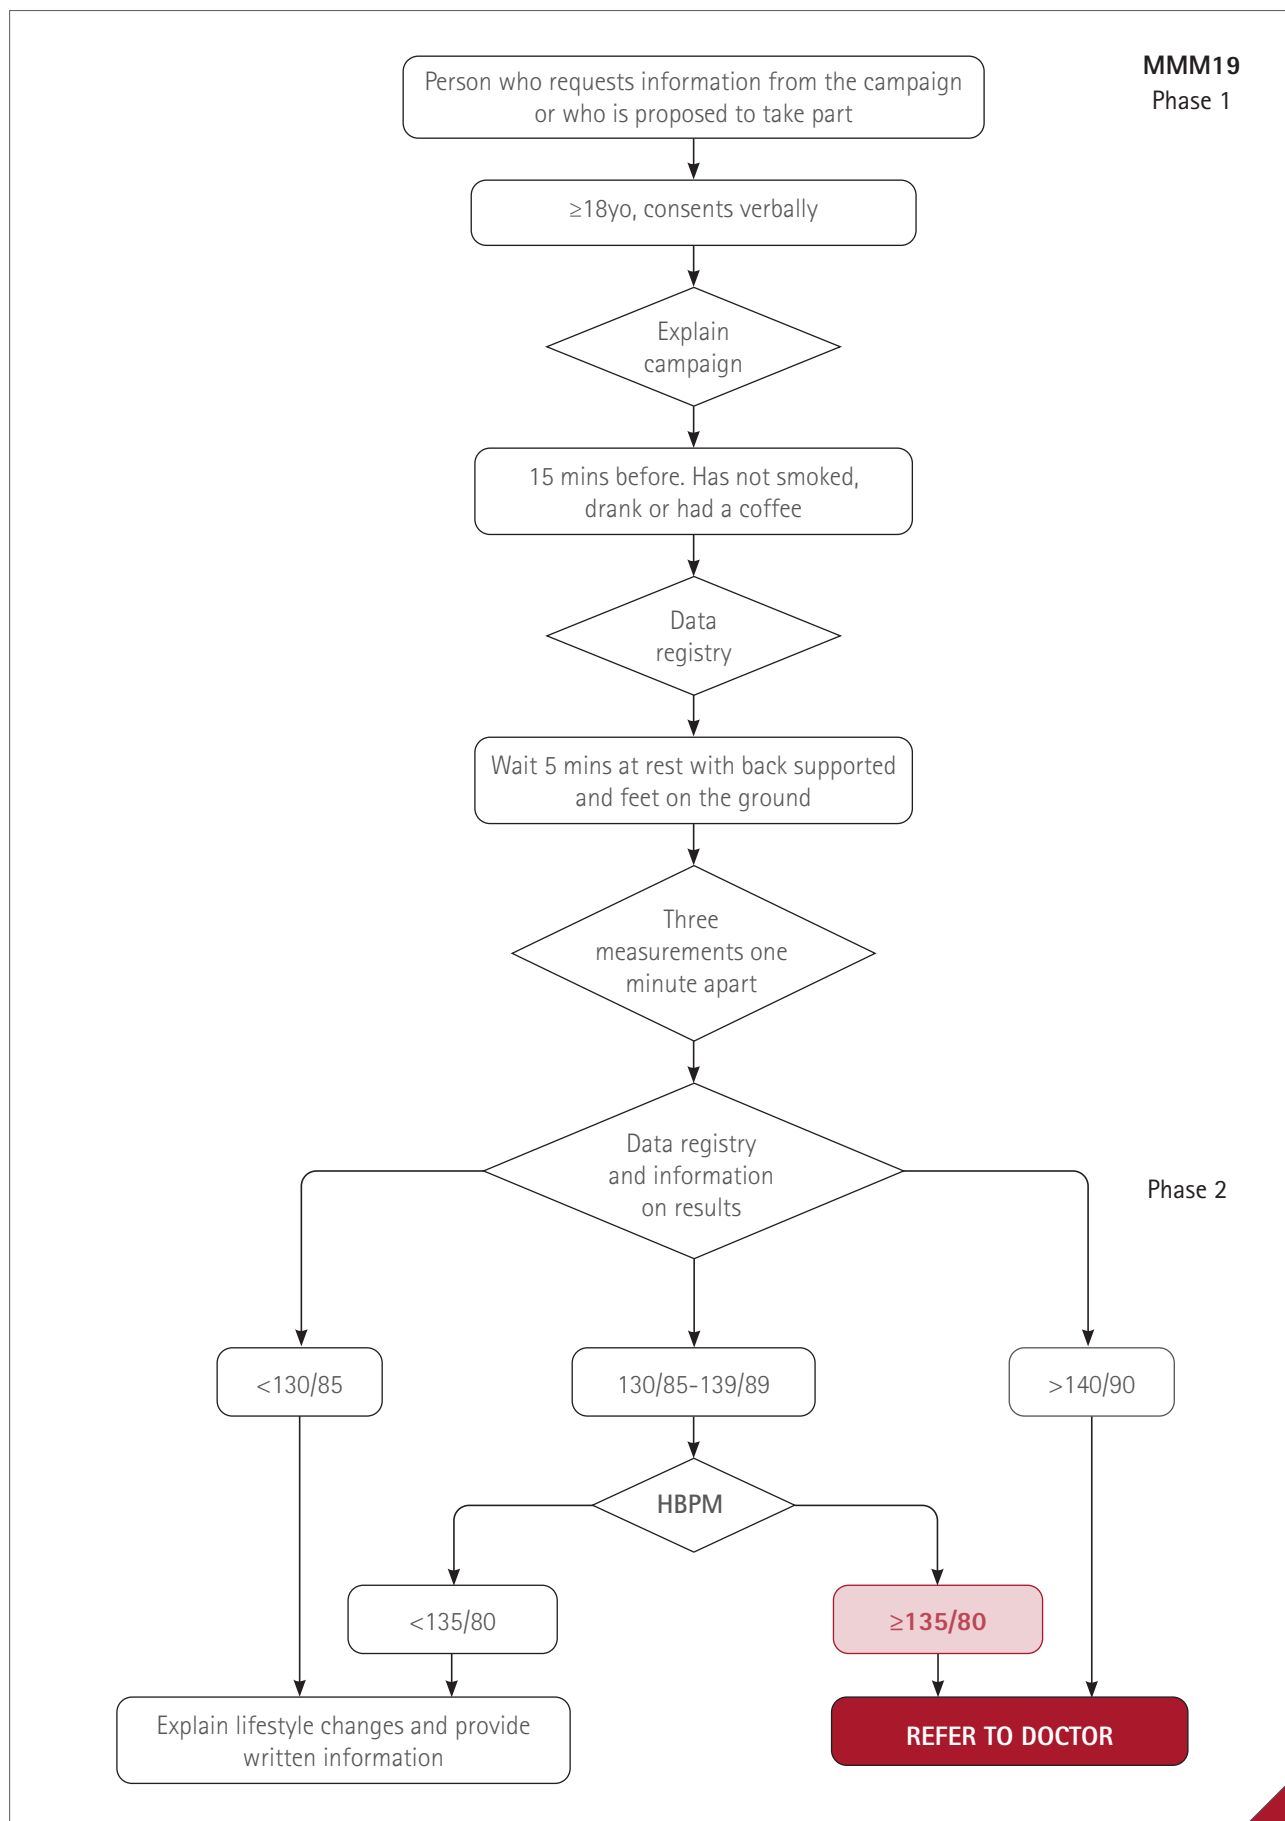 MMM19
Phase 1
Person who requests information from the campaign
or who is proposed to take part
≥18yo, consents verbally
Explain
campaign
15 mins before. Has not smoked,
drank or had a coffee
Data
registry
Wait 5 mins at rest with back supported
and feet on the ground
Three
measurements one
minute apart
Data registry
and information
on results
Phase 2
<130/85
130/85-139/89
>140/90
HBPM
<135/80
≥135/80
Explain lifestyle changes and provide
written information
REFER TO DOCTOR